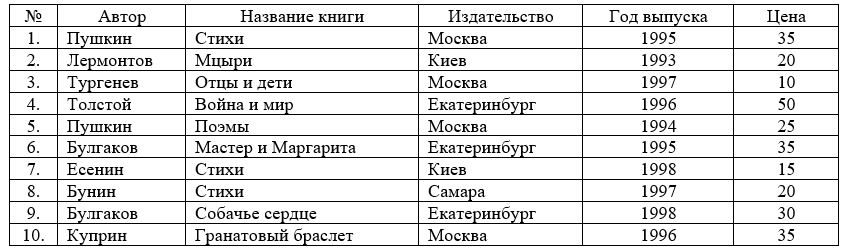 № Автор Название книги Издательство Год выпуска Цена
1. Пушкин Стихи Москва 1995 35
2. Лермонтов Мцыри Киев 1993 20
3. Тургенев Отцы и дети Москва 1997 10
4. Толстой Война и мир Екатеринбург 1996 50
5. Пушкин Поэмы Москва 1994 25
6. Булгаков Мастер и Маргарита Екатеринбург 1995 35
7. Есенин Стихи Киев 1998 15
8. Бунин Стихи Самара 1997 20
9. Булгаков Собачье сердце Екатеринбург 1998 30
10. Куприн Гранатовый браслет Москва 1996 35